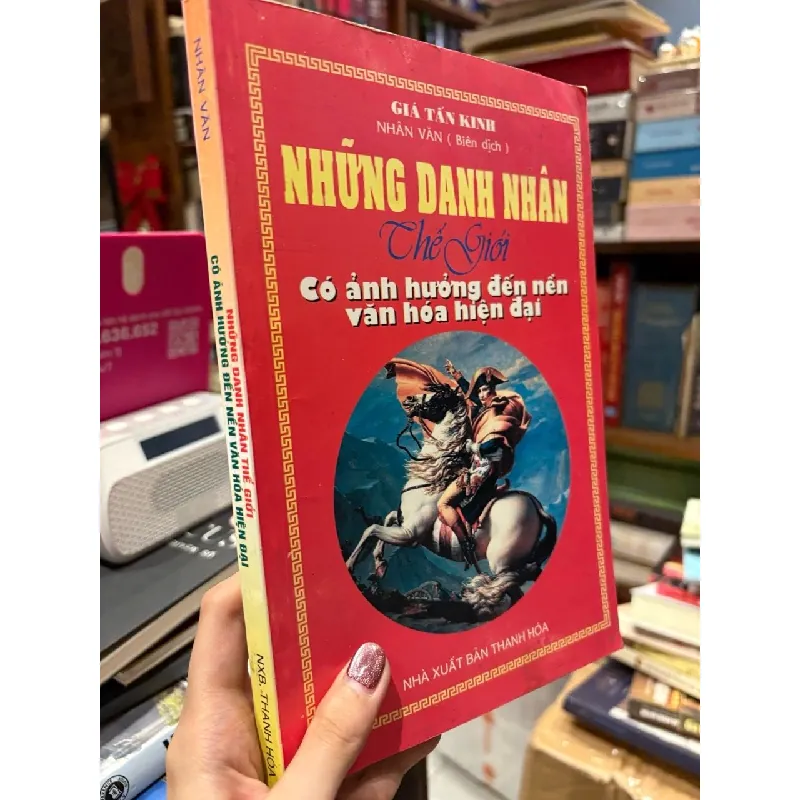 GIÁ TẤN KINH
NHÂN VĂN ( Biên dịch )
NHỮNG DANH NHÂN
Thế Giới
Có ảnh hưởng đến nền
văn hóa hiện đại
NHÀ XUẤT BẢN THANH HÓA
NHÂN VĂN
NHỮNG DANH NHÂN THẾ GIỚI
CÓ ẢNH HƯỞNG ĐẾN NỀN VĂN HÓA HIỆN ĐẠI
NXB. THANH HÓA
.636.652